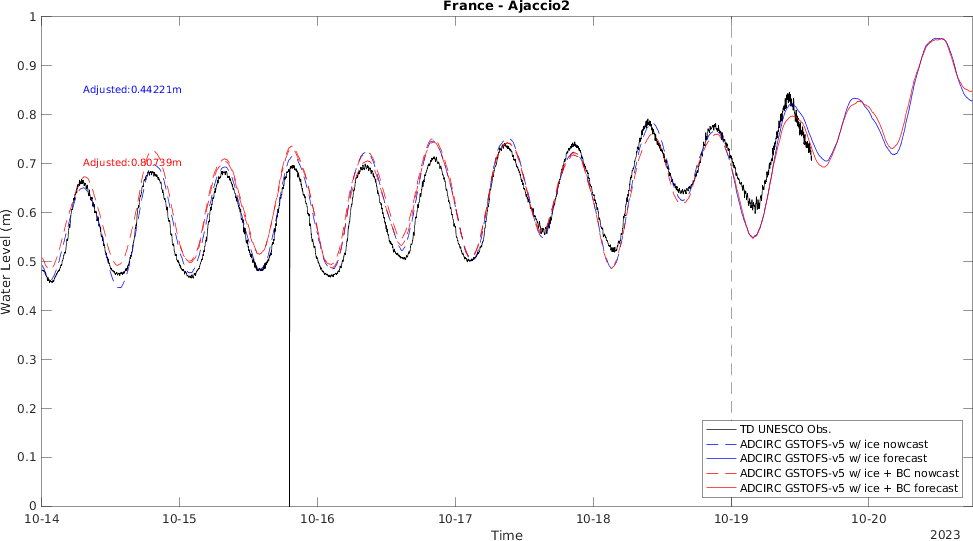 France - Ajaccio2
1
0.9
0.8
0.7
0.6
0.5
0.4
0.3
0.2
0.1
0
Water Level (m)
Adjusted:0.44221m
Adjusted:0.80739m
TD UNESCO Obs.
ADCIRC GSTOFS-v5 w/ ice nowcast
ADCIRC GSTOFS-v5 w/ ice forecast
ADCIRC GSTOFS-v5 w/ ice + BC nowcast
ADCIRC GSTOFS-v5 w/ ice + BC forecast
10-14 10-15 10-16 10-17 10-18 10-19 10-20
Time
2023